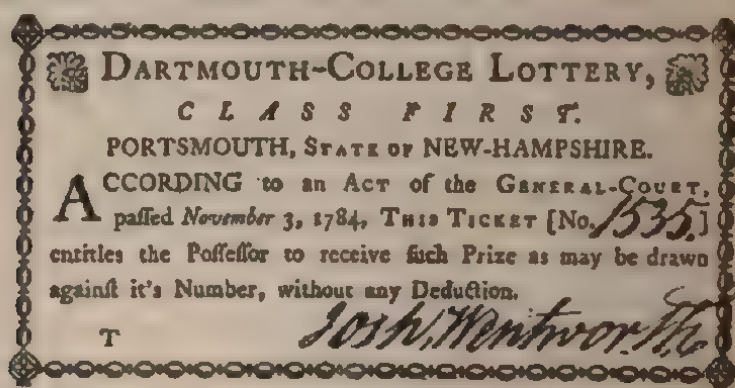 DARTMOUTH-COLLEGE LOTTERY,
CLASS FIRST.
PORTSMOUTH, STATE OF NEW-HAMPSHIRE.
ACCORDING to an ACT of the GENERAL-COURT,
paſſed November 3, 1784, THIS TICKET [No. 1535.]
entitles the Poſſeſſor to receive ſuch Prize as may be drawn
againſt it's Number, without any Deduction.
T Josh, Wentworth